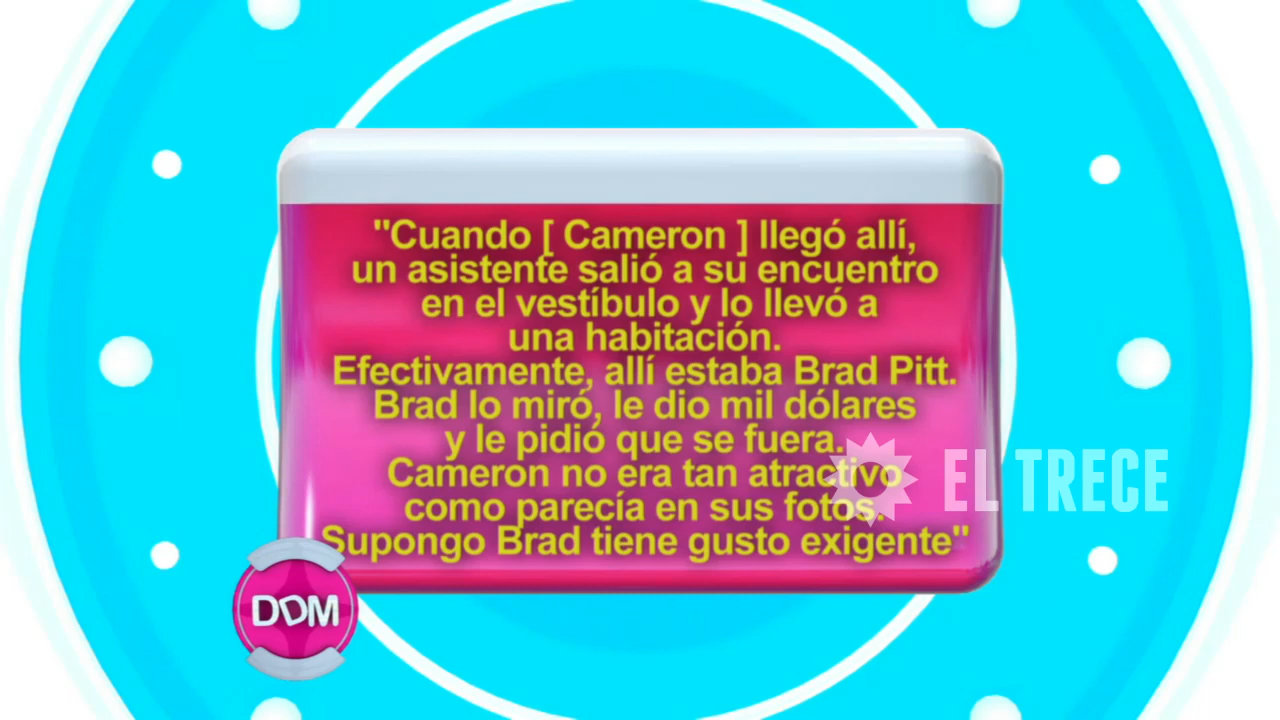 "Cuando [ Cameron ] llegó allí,
un asistente salió a su encuentro
en el vestíbulo y lo llevó a
una habitación.
Efectivamente, allí estaba Brad Pitt.
Brad lo miró, le dio mil dólares
y le pidió que se fuera.
Cameron no era tan atractivo
como parecía en sus fotos.
Supongo Brad tiene gusto exigente"
EL TRECE
DDM